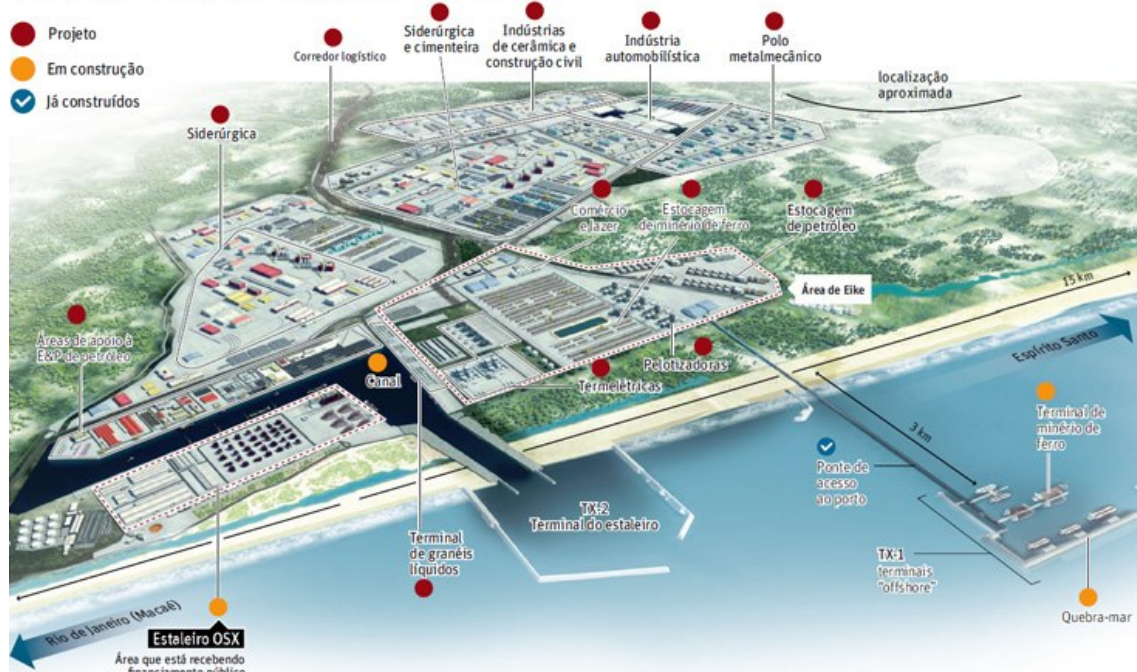 Projeto
Em construção
Já construídos
Corredor logístico
Siderúrgica
e cimenteira
Indústrias
de cerâmica e
construção civil
Indústria
automobilística
Polo
metalmecânico
localização
aproximada
Siderúrgica
Comércio
e lazer
Estocagem
de minério de ferro
Estocagem
de petróleo
Área de Eike
15 km
Espírito Santo
Áreas de apoio à
E&P de petróleo
Canal
Termelétricas
Pelotizadoras
3 km
Terminal de
minério de
ferro
Ponte de
acesso
ao porto
TX-2
Terminal do estaleiro
Terminal
de granéis
líquidos
TX-1
terminais
"offshore"
Quebra-mar
Rio de Janeiro (Macaé)
Estaleiro OSX
Área que está recebendo
financiamento público